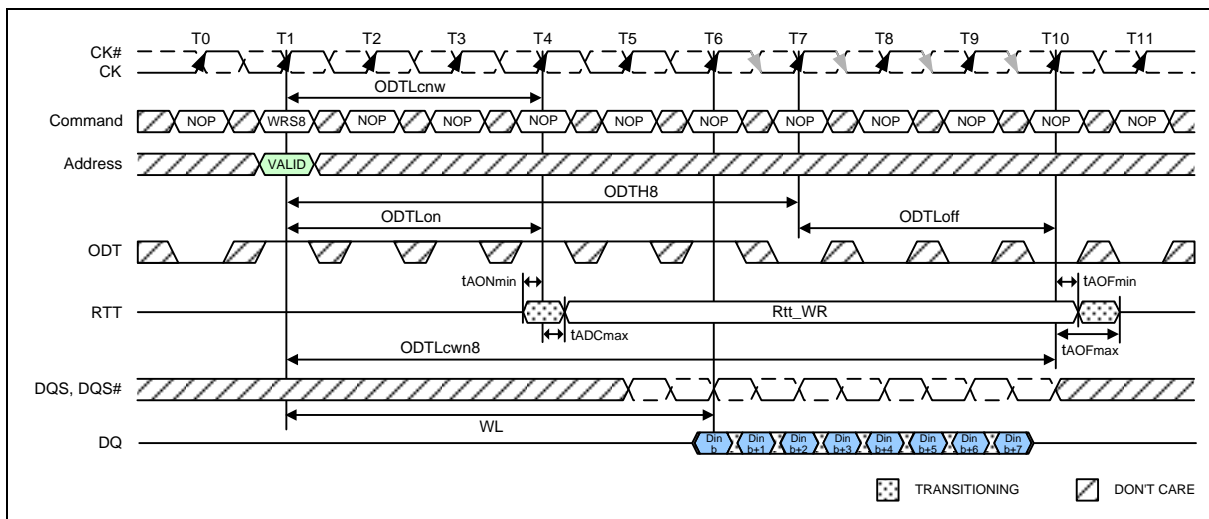 T0 T1 T2 T3 T4 T5 T6 T7 T8 T9 T10 T11
CK#
CK
ODTLcnw
Command NOP WRS8 NOP NOP NOP NOP NOP NOP NOP NOP NOP NOP
Address VALID
ODTH8
ODTLon ODTLoff
ODT
tAONmin tAOFmin
RTT Rtt_WR
tADCmax tAOFmax
ODTLcwn8
DQS, DQS#
WL
DQ Din b Din b+1 Din b+2 Din b+3 Din b+4 Din b+5 Din b+6 Din b+7
TRANSITIONING DON'T CARE